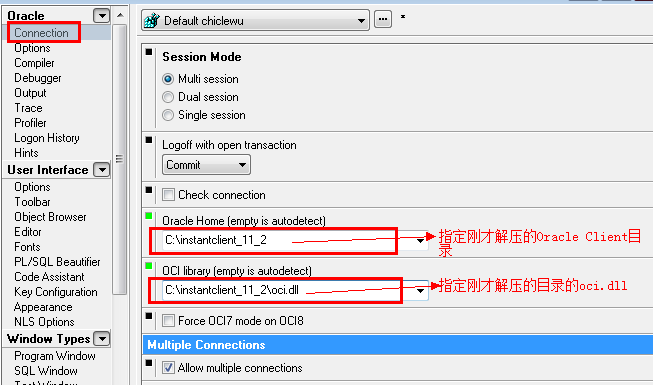 Oracle
Connection
Options
Compiler
Debugger
Output
Trace
Profiler
Logon History
Hints
User Interface
Options
Toolbar
Object Browser
Editor
Fonts
PL/SQL Beautifier
Code Assistant
Key Configuration
Appearance
NLS Options
Window Types
Program Window
SQL Window
Test Window
Default chiclewu
... *
Session Mode
Multi session
Dual session
Single session
Logoff with open transaction
Commit
Check connection
Oracle Home (empty is autodetect)
C:\instantclient_11_2
指定刚才解压的Oracle Client目
录
OCI library (empty is autodetect)
C:\instantclient_11_2\oci.dll
指定刚才解压的目录的oci.dll
Force OCI7 mode on OCI8
Multiple Connections
Allow multiple connections